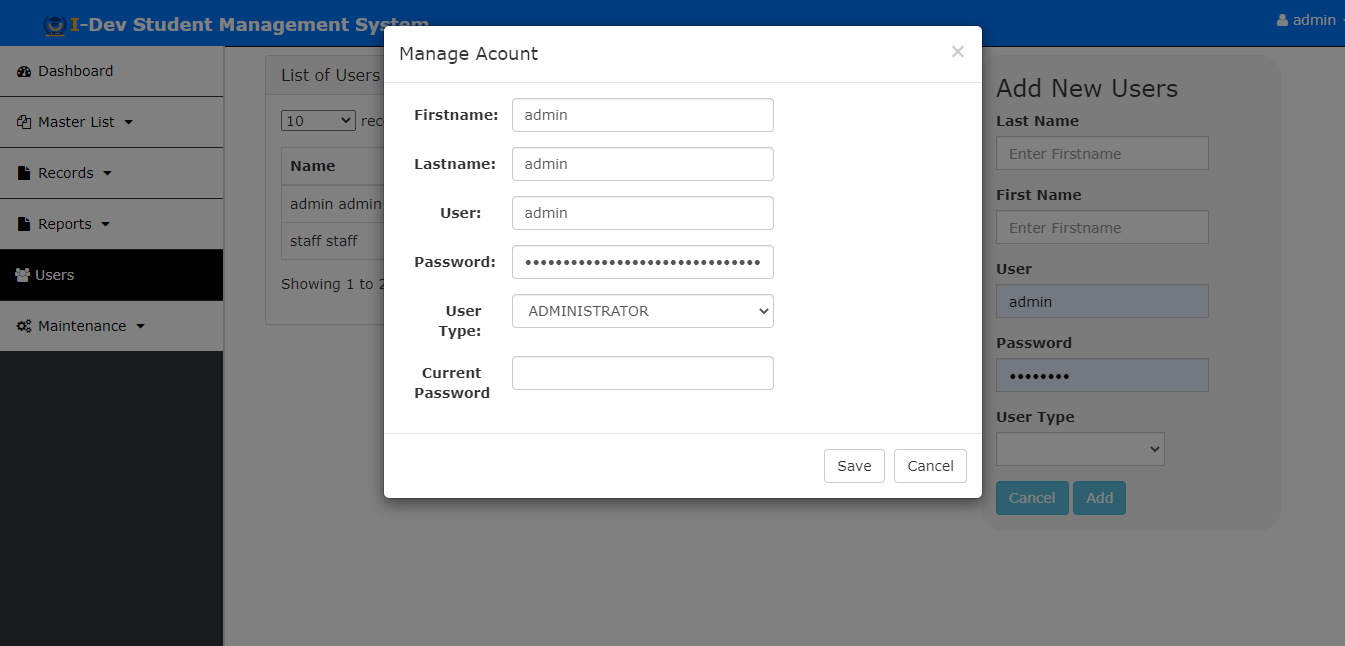 I-Dev Student Management System
admin
Dashboard
Master List
Records
Reports
Users
Maintenance
List of Users
10
Name
admin admin
staff staff
Showing 1 to
Manage Acount
×
Firstname:
admin
Lastname:
admin
User:
admin
Password:
••••••••••••••••••••••••••••••••
User Type:
ADMINISTRATOR
Current
Password
Save
Cancel
Add New Users
Last Name
Enter Firstname
First Name
Enter Firstname
User
admin
Password
••••••••
User Type
Cancel
Add